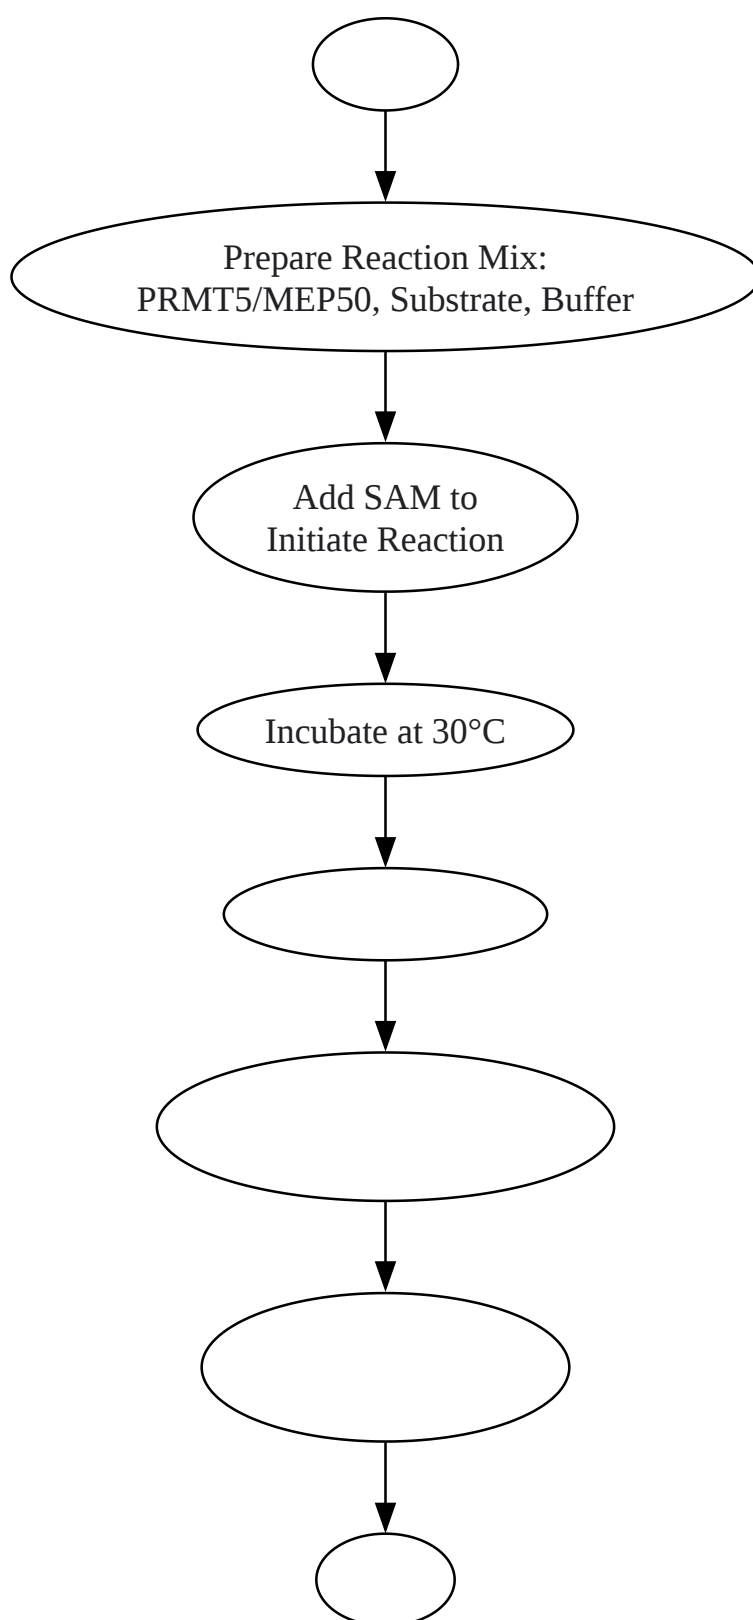 Prepare Reaction Mix:
PRMT5/MEP50, Substrate, Buffer
Add SAM to
Initiate Reaction
Incubate at 30°C